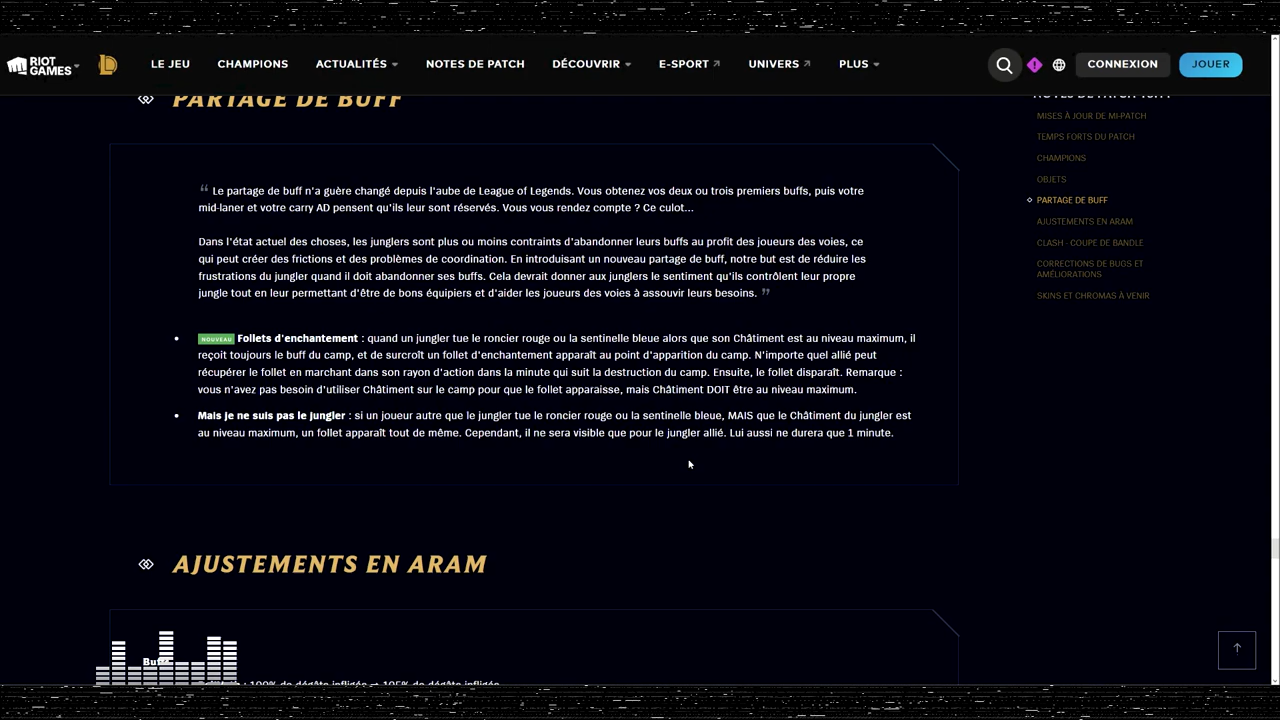 RIOT GAMES
LE JEU
CHAMPIONS
ACTUALITÉS
NOTES DE PATCH
DÉCOUVRIR
E-SPORT
UNIVERS
PLUS
CONNEXION
JOUER
PARTAGE DE BUFF
“ Le partage de buff n'a guère changé depuis l'aube de League of Legends. Vous obtenez vos deux ou trois premiers buffs, puis votre
mid-laner et votre carry AD pensent qu'ils leur sont réservés. Vous vous rendez compte ? Ce culot...
Dans l'état actuel des choses, les junglers sont plus ou moins contraints d'abandonner leurs buffs au profit des joueurs des voies, ce
qui peut créer des frictions et des problèmes de coordination. En introduisant un nouveau partage de buff, notre but est de réduire les
frustrations du jungler quand il doit abandonner ses buffs. Cela devrait donner aux junglers le sentiment qu'ils contrôlent leur propre
jungle tout en leur permettant d'être de bons équipiers et d'aider les joueurs des voies à assouvir leurs besoins. ”
• NOUVEAU Follets d'enchantement : quand un jungler tue le roncier rouge ou la sentinelle bleue alors que son Châtiment est au niveau maximum, il
reçoit toujours le buff du camp, et de surcroît un follet d'enchantement apparaît au point d'apparition du camp. N'importe quel allié peut
récupérer le follet en marchant dans son rayon d'action dans la minute qui suit la destruction du camp. Ensuite, le follet disparaît. Remarque :
vous n'avez pas besoin d'utiliser Châtiment sur le camp pour que le follet apparaisse, mais Châtiment DOIT être au niveau maximum.
• Mais je ne suis pas le jungler : si un joueur autre que le jungler tue le roncier rouge ou la sentinelle bleue, MAIS que le Châtiment du jungler est
au niveau maximum, un follet apparaît tout de même. Cependant, il ne sera visible que pour le jungler allié. Lui aussi ne durera que 1 minute.
AJUSTEMENTS EN ARAM
: 100% de dégâts infligés ⇒ 105% de dégâts infligés
NOTES DE PATCH
MISES À JOUR DE MI-PATCH
TEMPS FORTS DU PATCH
CHAMPIONS
OBJETS
PARTAGE DE BUFF
AJUSTEMENTS EN ARAM
CLASH - COUPE DE BANDLE
CORRECTIONS DE BUGS ET
AMÉLIORATIONS
SKINS ET CHROMAS À VENIR